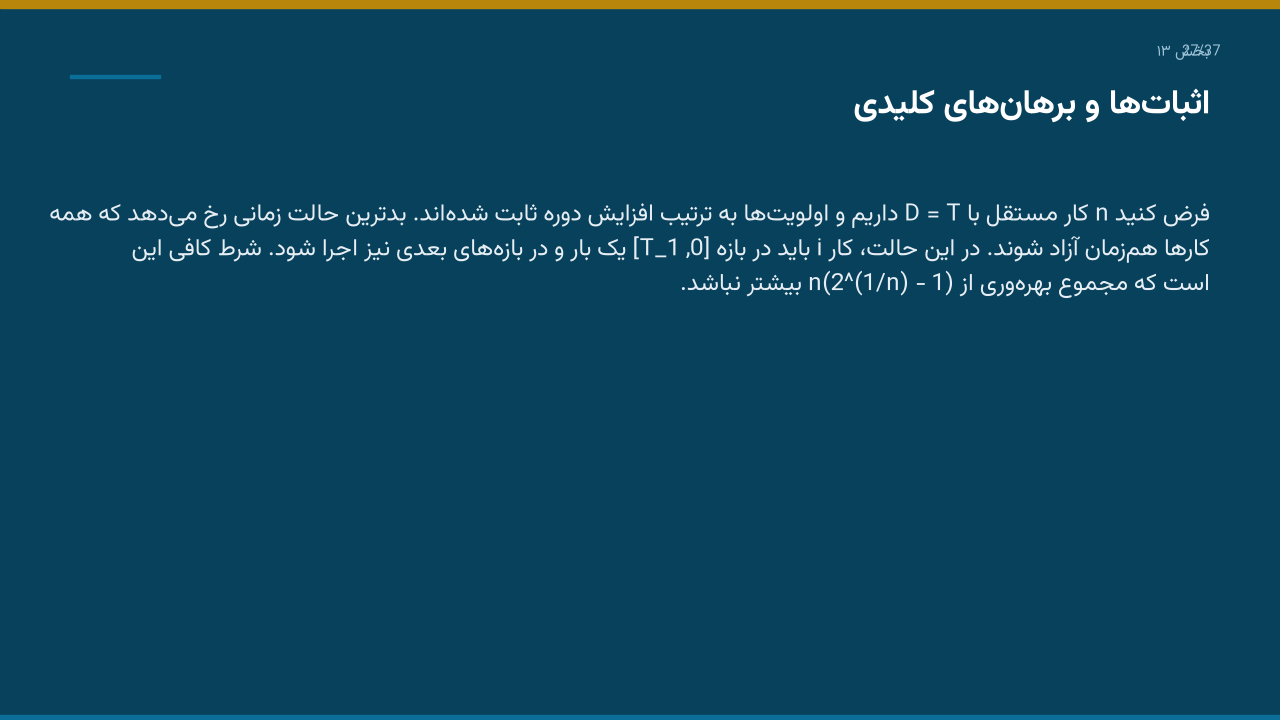 بخش ۱۳
27/37
اثبات‌ها و برهان‌های کلیدی
فرض کنید n کار مستقل با D = T داریم و اولویت‌ها به ترتیب افزایش دوره ثابت شده‌اند. بدترین حالت زمانی رخ می‌دهد که همه
کارها هم‌زمان آزاد شوند. در این حالت، کار i باید در بازه [0, T_1] یک بار و در بازه‌های بعدی نیز اجرا شود. شرط کافی این
است که مجموع بهره‌وری از n(2^(1/n) - 1) بیشتر نباشد.